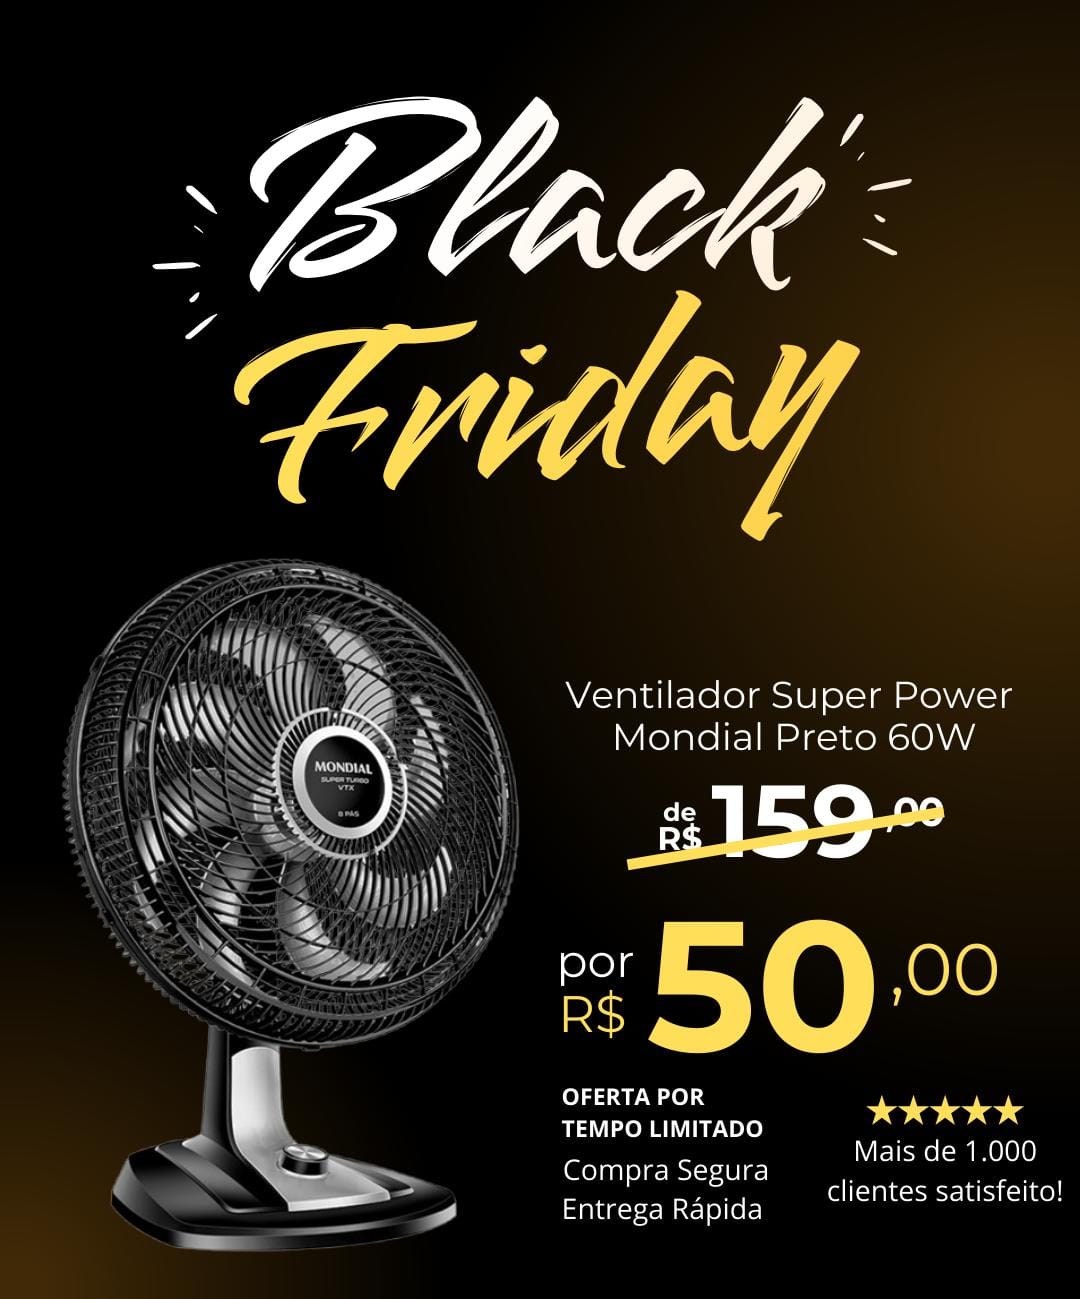 Black
Friday
MONDIAL
SUPER TURBO
VTX
8 PÁS
Ventilador Super Power
Mondial Preto 60W
de
R$ 159,00
por
R$ 50,00
OFERTA POR
TEMPO LIMITADO
Compra Segura
Entrega Rápida
Mais de 1.000
clientes satisfeito!